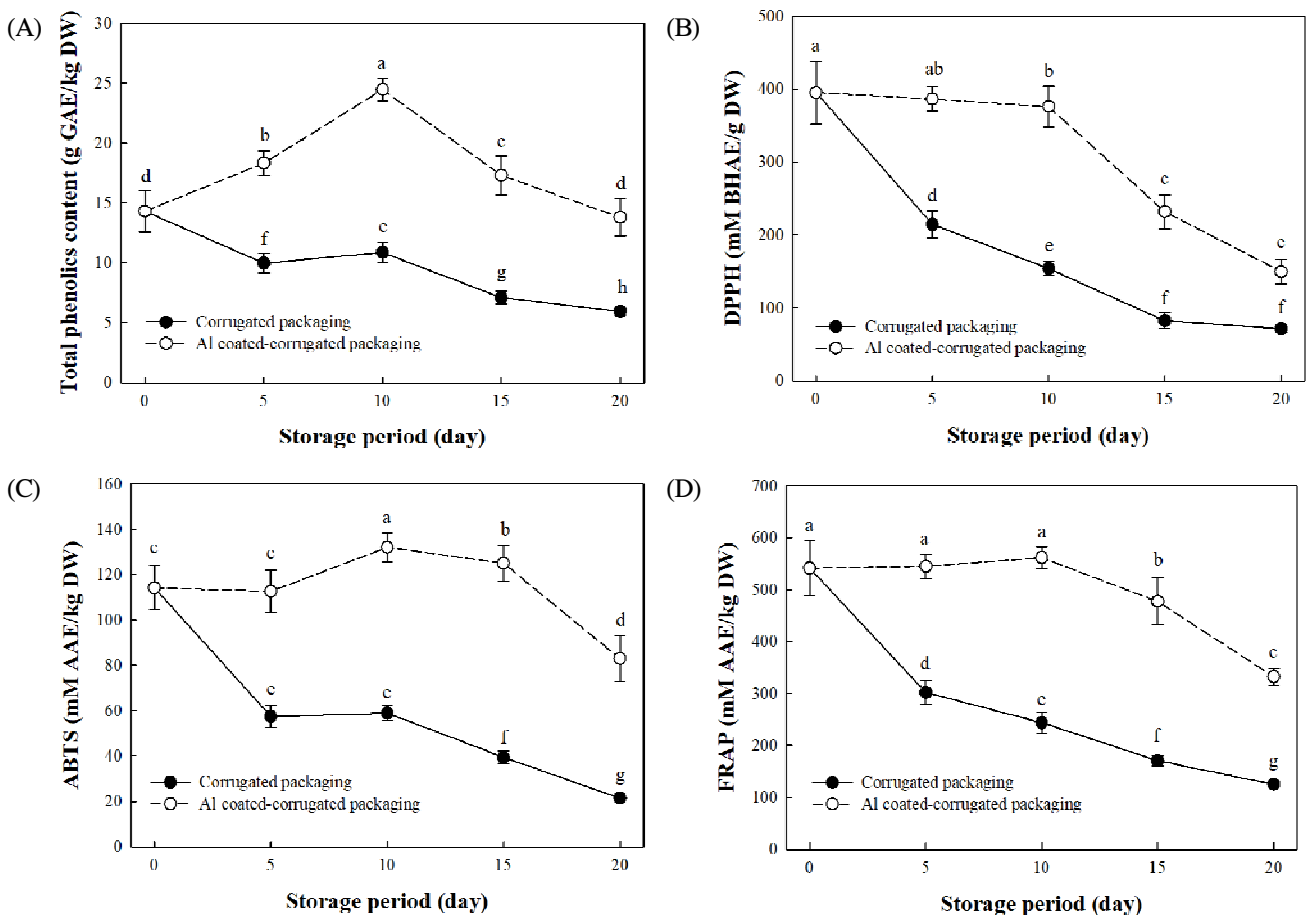 (A)
Total phenolics content (g GAE/kg DW)
30
25
20
15
10
5
0
a
b
c
d
d
f
e
g
h
Corrugated packaging
Al coated-corrugated packaging
0 5 10 15 20
Storage period (day)
(B)
DPPH (mM BHAE/g DW)
500
400
300
200
100
0
a
ab
b
c
e
d
e
f
f
Corrugated packaging
Al coated-corrugated packaging
0 5 10 15 20
Storage period (day)
(C)
ABTS (mM AAE/kg DW)
160
140
120
100
80
60
40
20
0
c
c
a
b
d
e
e
f
g
Corrugated packaging
Al coated-corrugated packaging
0 5 10 15 20
Storage period (day)
(D)
FRAP (mM AAE/kg DW)
700
600
500
400
300
200
100
0
a
a
a
b
c
d
e
f
g
Corrugated packaging
Al coated-corrugated packaging
0 5 10 15 20
Storage period (day)